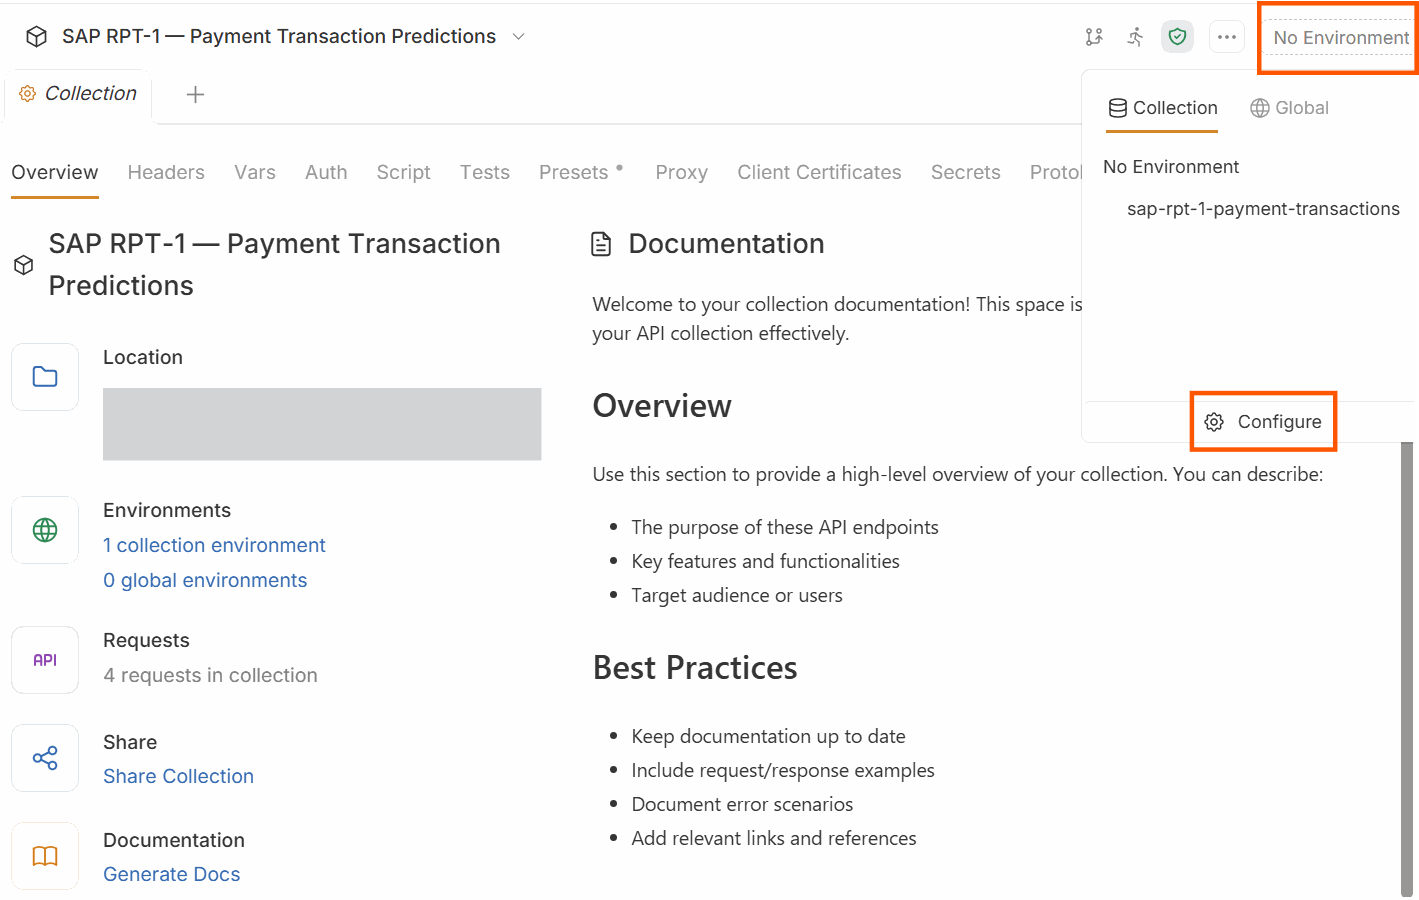 SAP RPT-1 — Payment Transaction Predictions
No Environment
Collection
Collection
Global
Overview
Headers
Vars
Auth
Script
Tests
Presets
Proxy
Client Certificates
Secrets
No Environment
sap-rpt-1-payment-transactions
Configure
SAP RPT-1 — Payment Transaction
Predictions
Location
Environments
1 collection environment
0 global environments
API
Requests
4 requests in collection
Share
Share Collection
Documentation
Generate Docs
Documentation
Welcome to your collection documentation! This space is
your API collection effectively.
Overview
Use this section to provide a high-level overview of your collection. You can describe:
• The purpose of these API endpoints
• Key features and functionalities
• Target audience or users
Best Practices
• Keep documentation up to date
• Include request/response examples
• Document error scenarios
• Add relevant links and references